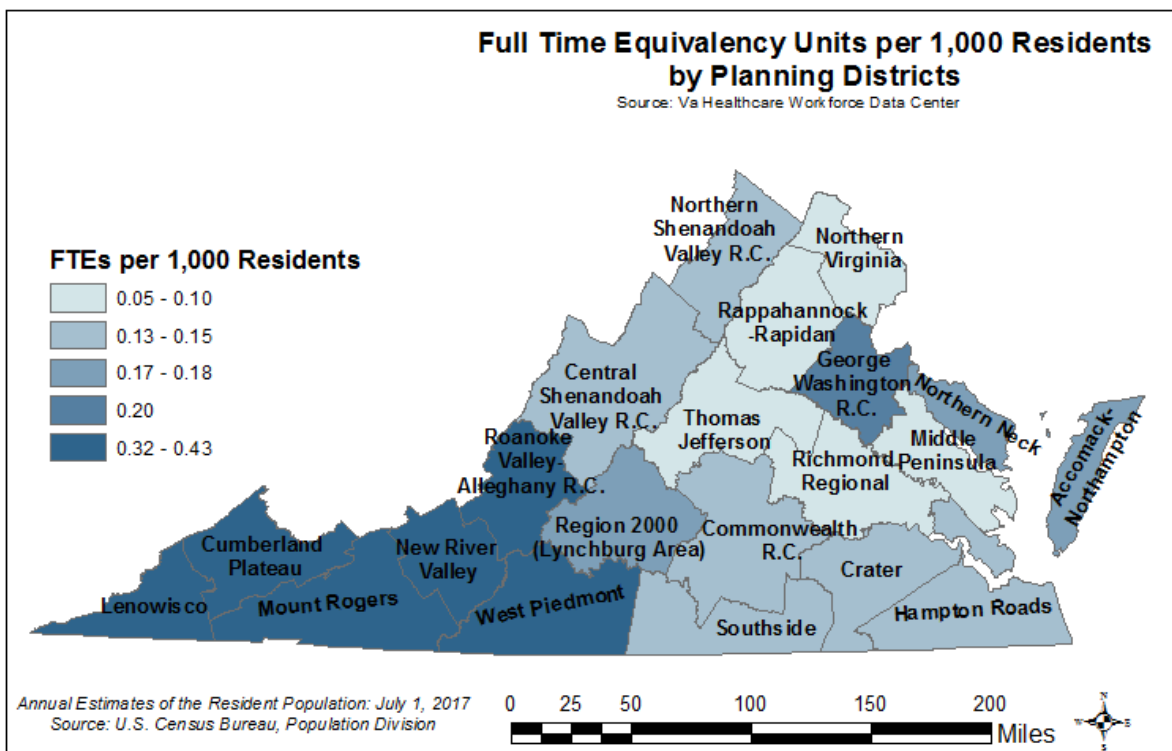 Full Time Equivalency Units per 1,000 Residents
by Planning Districts
Source: Va Healthcare Workforce Data Center
FTEs per 1,000 Residents
0.05 - 0.10
0.13 - 0.15
0.17 - 0.18
0.20
0.32 - 0.43
Northern
Shenandoah
Valley R.C.
Northern
Virginia
Rappahannock
-Rapidan
George
Washington
R.C.
Northern Neck
Central
Shenandoah
Valley R.C.
Thomas
Jefferson
Middle
Peninsula
Accomack-
Northampton
Roanoke
Valley-
Alleghany R.C.
Richmond
Regional
Region 2000
(Lynchburg Area)
Commonwealth
R.C.
Cumberland
Plateau
New River
Valley
Crater
Lenowisco
Mount Rogers
West Piedmont
Southside
Hampton Roads
Annual Estimates of the Resident Population: July 1, 2017
Source: U.S. Census Bureau, Population Division
0 25 50 100 150 200
Miles
N
W E
S